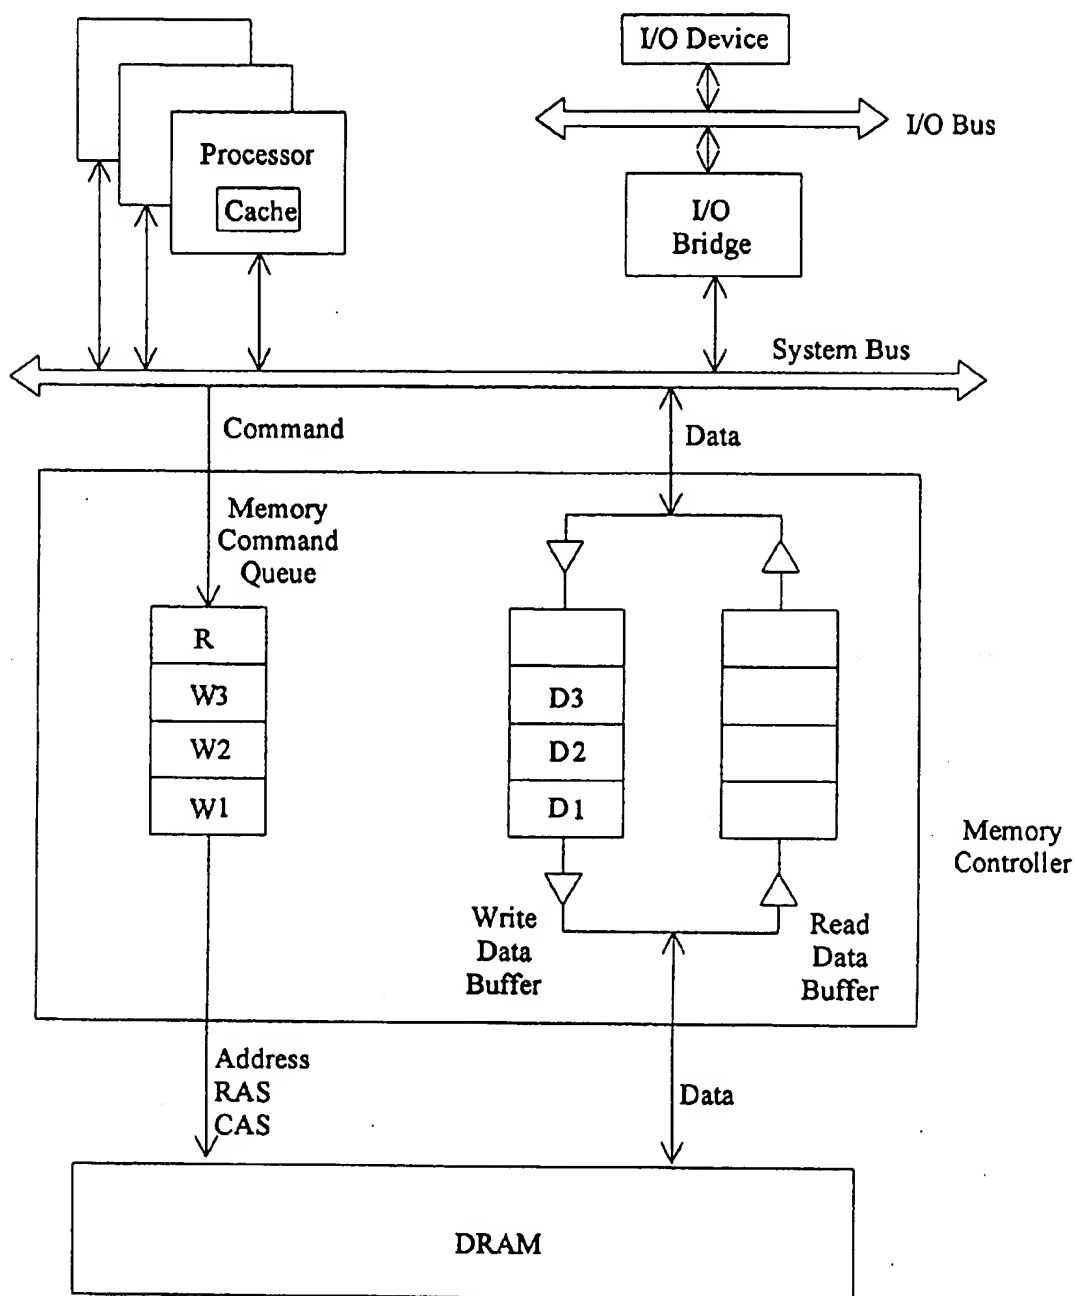 I/O Device
I/O Bus
Processor
Cache
I/O
Bridge
System Bus
Command
Data
Memory
Command
Queue
R
W3
W2
W1
D3
D2
D1
Memory
Controller
Write
Data
Buffer
Read
Data
Buffer
Address
RAS
CAS
Data
DRAM